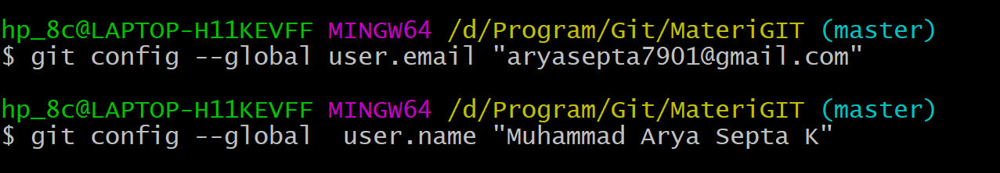 hp_8c@LAPTOP-H11KEVFF MINGW64 /d/Program/Git/MateriGIT (master)
$ git config --global user.email "aryasepta7901@gmail.com"
hp_8c@LAPTOP-H11KEVFF MINGW64 /d/Program/Git/MateriGIT (master)
$ git config --global  user.name "Muhammad Arya Septa K"